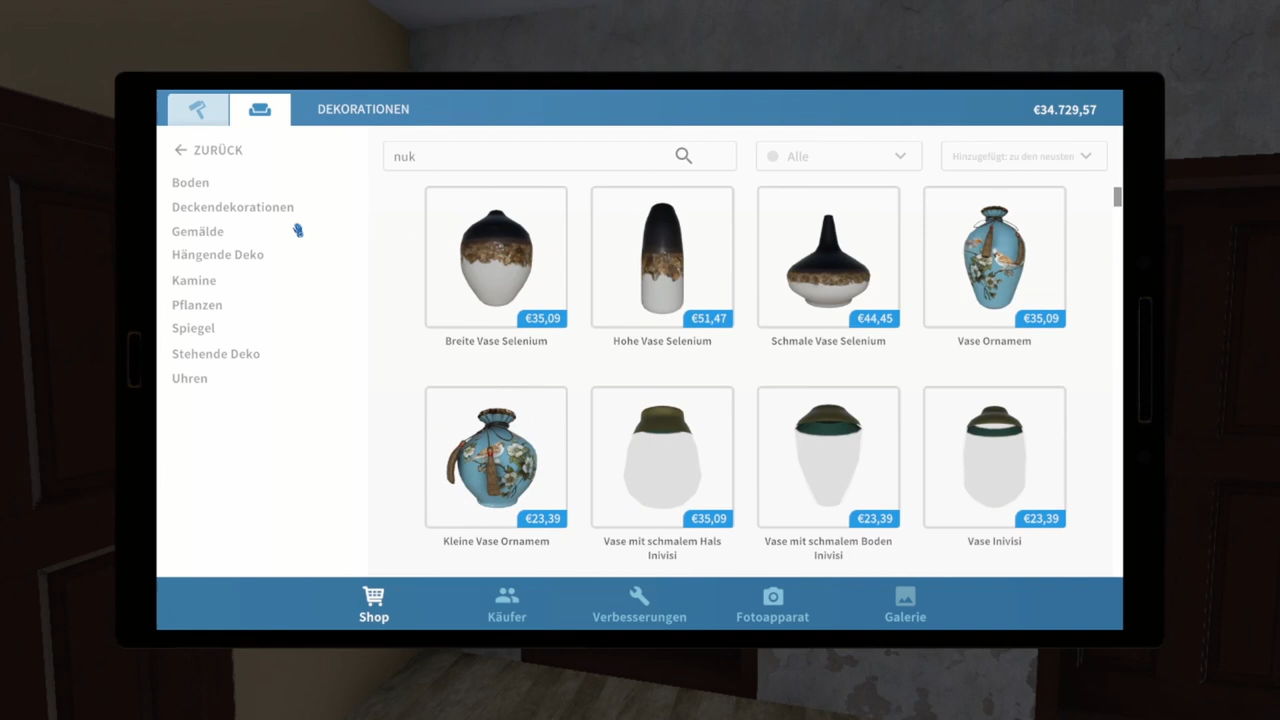 DEKORATIONEN
€34.729,57
ZURÜCK
Boden
Deckendekorationen
Gemälde
Hängende Deko
Kamine
Pflanzen
Spiegel
Stehende Deko
Uhren
nuk
Alle
Hinzugefügt: zu den neusten
€35,09
€51,47
€44,45
€35,09
Breite Vase Selenium
Hohe Vase Selenium
Schmale Vase Selenium
Vase Ornamem
€23,39
€35,09
€23,39
€23,39
Kleine Vase Ornamem
Vase mit schmalem Hals
Inivisi
Vase mit schmalem Boden
Inivisi
Vase Inivisi
Shop
Käufer
Verbesserungen
Fotoapparat
Galerie